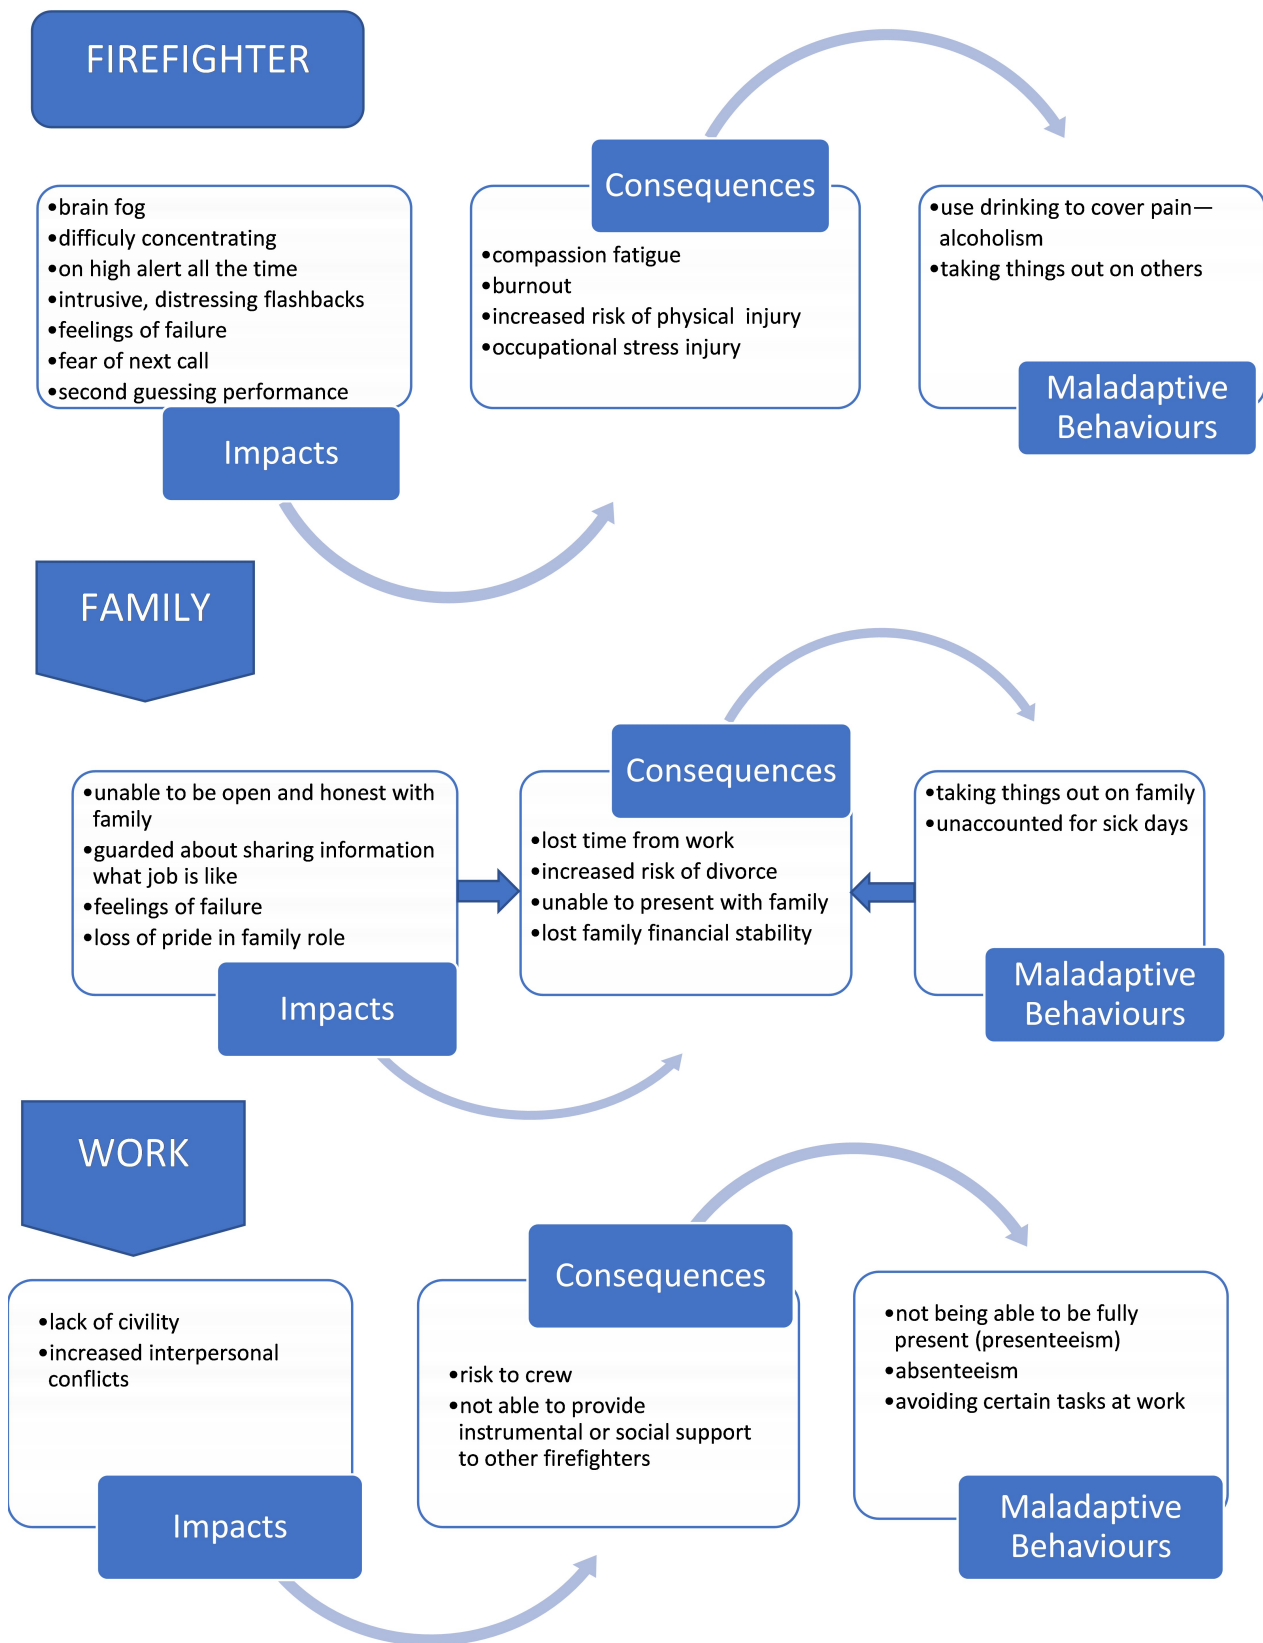 FIREFIGHTER
•brain fog
•difficuly concentrating
•on high alert all the time
•intrusive, distressing flashbacks
•feelings of failure
•fear of next call
•second guessing performance
Impacts
Consequences
•compassion fatigue
•burnout
•increased risk of physical  injury
•occupational stress injury
•use drinking to cover pain—
alcoholism
•taking things out on others
Maladaptive
Behaviours
FAMILY
•unable to be open and honest with
family
•guarded about sharing information
what job is like
•feelings of failure
•loss of pride in family role
Impacts
Consequences
•lost time from work
•increased risk of divorce
•unable to present with family
•lost family financial stability
•taking things out on family
•unaccounted for sick days
Maladaptive
Behaviours
WORK
•lack of civility
•increased interpersonal
conflicts
Impacts
Consequences
•risk to crew
•not able to provide
instrumental or social support
to other firefighters
•not being able to be fully
present (presenteeism)
•absenteeism
•avoiding certain tasks at work
Maladaptive
Behaviours